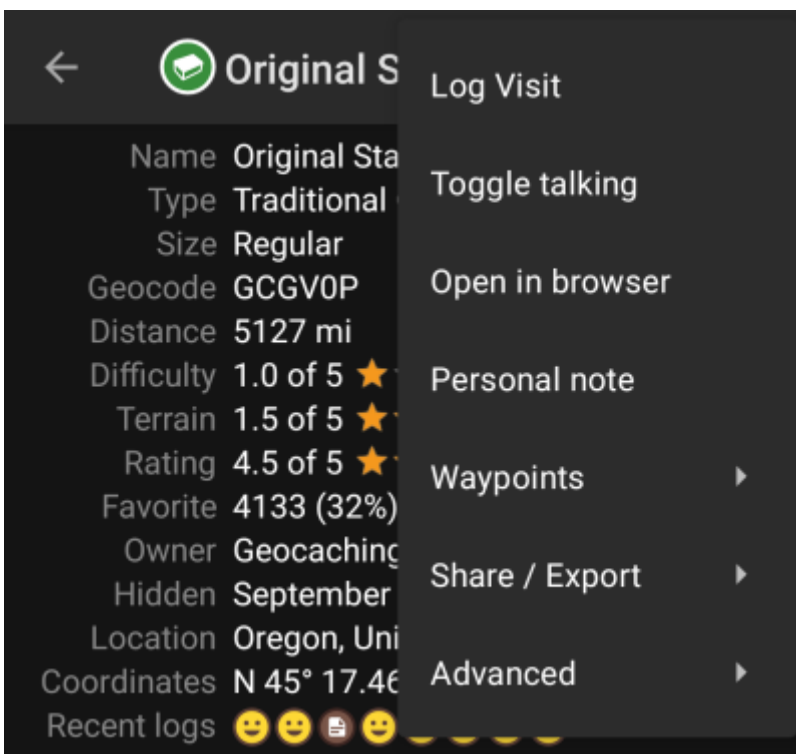 Original S
Name Original Sta
Type Traditional
Size Regular
Geocode GCGV0P
Distance 5127 mi
Difficulty 1.0 of 5
Terrain 1.5 of 5
Rating 4.5 of 5
Favorite 4133 (32%)
Owner Geocaching
Hidden September
Location Oregon, Uni
Coordinates N 45° 17.46
Recent logs
Log Visit
Toggle talking
Open in browser
Personal note
Waypoints
Share / Export
Advanced